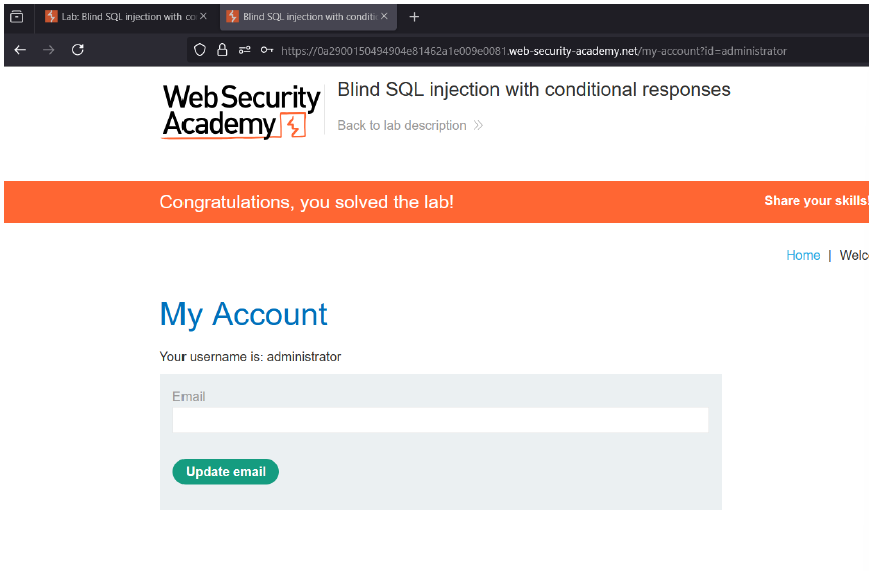 Lab: Blind SQL injection with co
Blind SQL injection with conditi
https://0a2900150494904e81462a1e009e0081.web-security-academy.net/my-account?id=administrator
Web Security
Academy
Blind SQL injection with conditional responses
Back to lab description
Congratulations, you solved the lab!
Share your skills!
Home | Welc
My Account
Your username is: administrator
Email
Update email